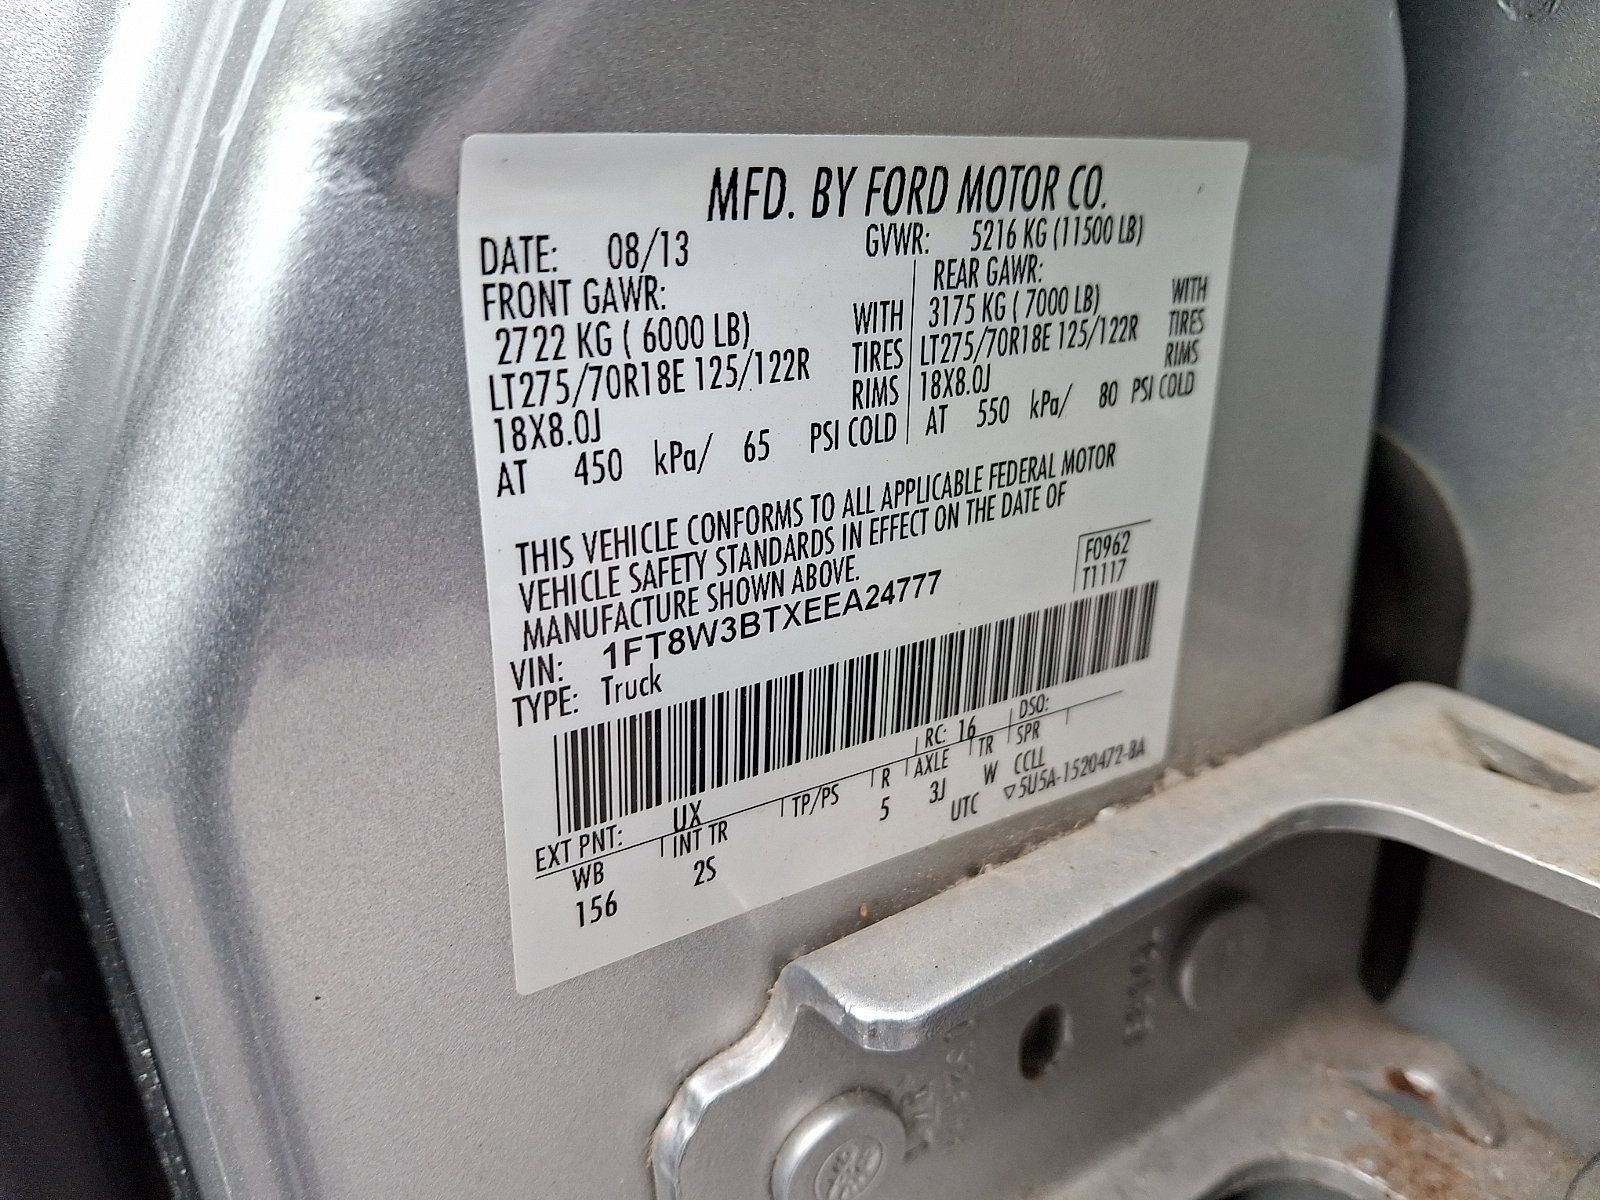 MFD. BY FORD MOTOR CO.
DATE: 08/13 GVWR: 5216 KG (11500 LB)
FRONT GAWR: REAR GAWR:
2722 KG ( 6000 LB) WITH 3175 KG ( 7000 LB) WITH
LT275/70R18E 125/122R TIRES LT275/70R18E 125/122R TIRES
18X8.0J RIMS 18X8.0J RIMS
AT 450 kPa/ 65 PSI COLD AT 550 kPa/ 80 PSI COLD
THIS VEHICLE CONFORMS TO ALL APPLICABLE FEDERAL MOTOR
VEHICLE SAFETY STANDARDS IN EFFECT ON THE DATE OF
MANUFACTURE SHOWN ABOVE.
F0962
T1117
VIN: 1FT8W3BTXEEA24777
TYPE: Truck
EXT PNT: UX RC: 16 DSO:
WB INT TR TP/PS R AXLE TR SPR
156 2S 5 3J W CCLL
UTC ▽5U5A-1520472-BA